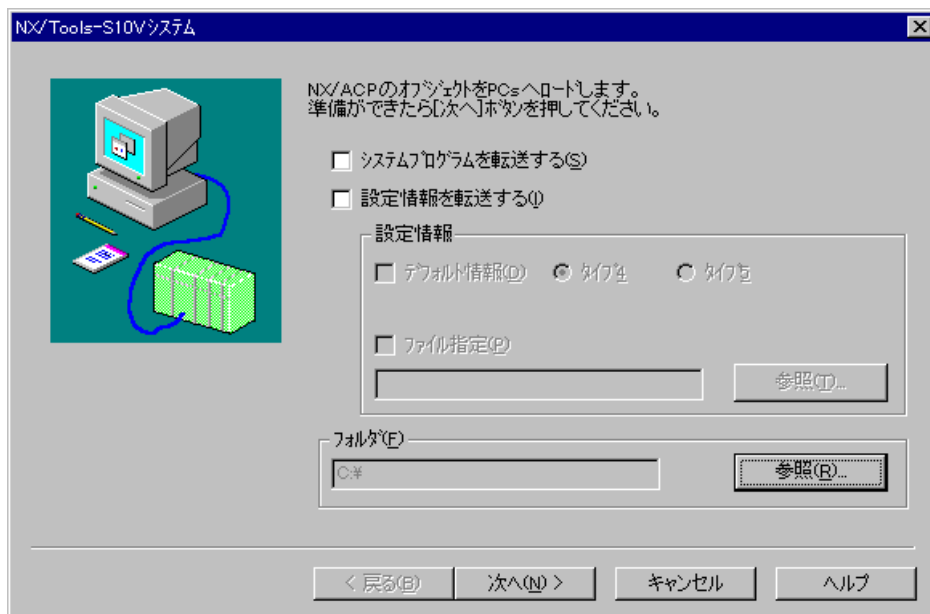 NX/Tools-S10Vシステム
NX/ACPのオブジェクトをPCsへロードします。
準備ができたら[次へ]ボタンを押してください。
システムプログラムを転送する(S)
設定情報を転送する(I)
設定情報
デフォルト情報(D) タイプ4 タイプ5
ファイル指定(P)
参照(T)...
フォルダ(F)
C:¥ 参照(R)...
< 戻る(B) 次へ(N) > キャンセル ヘルプ